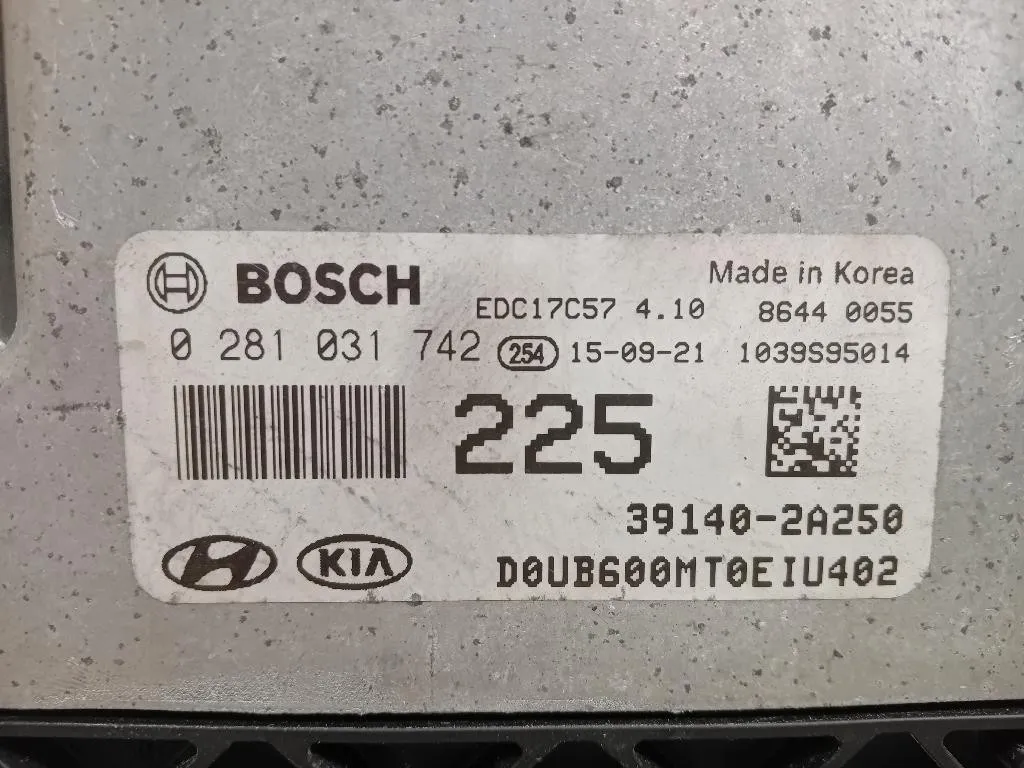 BOSCH
Made in Korea
EDC17C57 4.10 8644 0055
0 281 031 742 254 15-09-21 1039S95014
225
39140-2A250
KIA D0UB600MT0EIU402